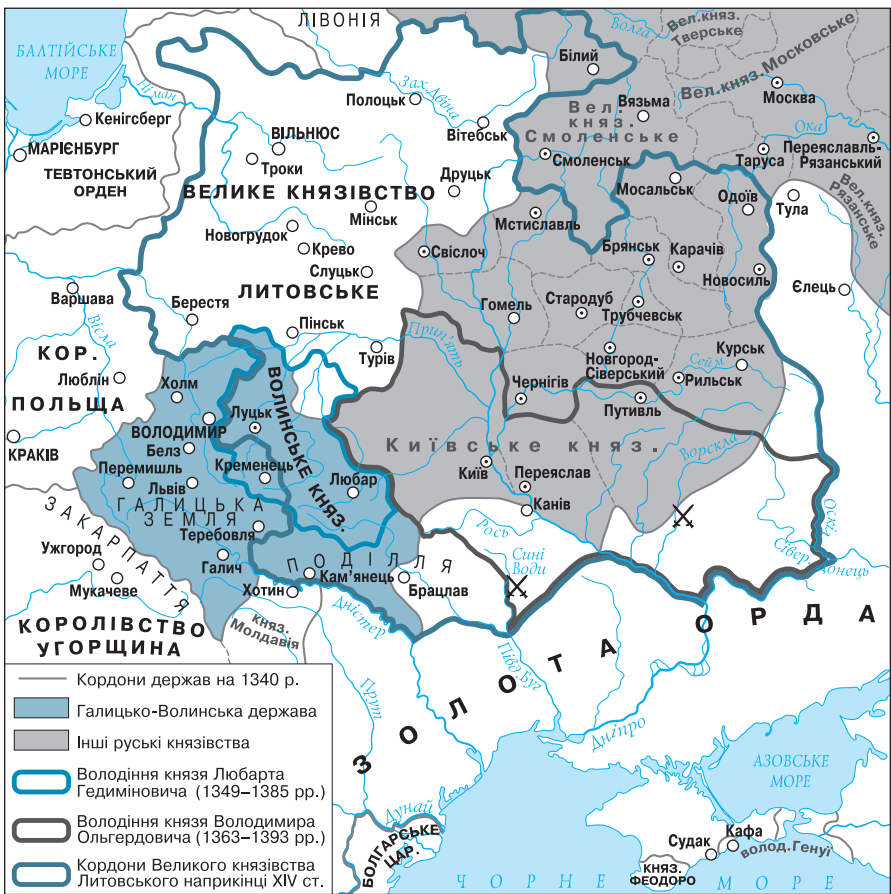 ЛІВОНІЯ
БАЛТІЙСЬКЕ
МОРЕ
Німан
Зах. Двіна
Волга
Вел.княз.
Тверське
Білий
Вел.княз.Московське
Москва
Полоцьк
Вітебськ
Вязьма
Вел.
княз.
Смоленське
Смоленськ
Ока
Переяславль-
Рязанський
Таруса
Кенігсберг
МАРІЄНБУРГ
ТЕВТОНСЬКИЙ
ОРДЕН
ВІЛЬНЮС
Троки
Друцьк
ВЕЛИКЕ КНЯЗІВСТВО
Мосальськ
Одоїв
Тула
Вел.княз.
Рязанське
Мінськ
Мстиславль
Новогрудок
Крево
Свіслоч
Слуцьк
ЛИТОВСЬКЕ
Брянськ
Карачів
Новосиль
Єлець
Варшава
Вісла
Берестя
Пінськ
Турів
Прип'ять
Гомель
Стародуб
Трубчевськ
Новгород-
Сіверський
Сейм
Курськ
Рильськ
Чернігів
Путивль
КОР.
ПОЛЬЩА
Люблін
КРАКІВ
Холм
Луцьк
ВОЛОДИМИР
Белз
Перемишль
Львів
Кременець
ВОЛИНСЬКЕ КНЯЗ.
Любар
ГАЛИЦЬКА
ЗЕМЛЯ
Теребовля
Галич
Київське княз.
Київ
Переяслав
Канів
Ворскла
Оскіл
Рось
Сині
Води
Сівер. Донець
ЗАКАРПАТТЯ
Ужгород
Мукачеве
ПОДІЛЛЯ
Кам'янець
Брацлав
Хотин
Дністер
КОРОЛІВСТВО
УГОРЩИНА
княз.
Молдавія
Півд.Буг
ЗОЛОТА ОРДА
Прут
Дніпро
Дунай
БОЛГАРСЬКЕ
ЦАР.
АЗОВСЬКЕ
МОРЕ
Судак
Кафа
волод.Генуї
КНЯЗ.
ФЕОДОРО
ЧОРНЕ МОРЕ
Кордони держав на 1340 р.
Галицько-Волинська держава
Інші руські князівства
Володіння князя Любарта
Гедиміновича (1349–1385 рр.)
Володіння князя Володимира
Ольгердовича (1363–1393 рр.)
Кордони Великого князівства
Литовського наприкінці XIV ст.